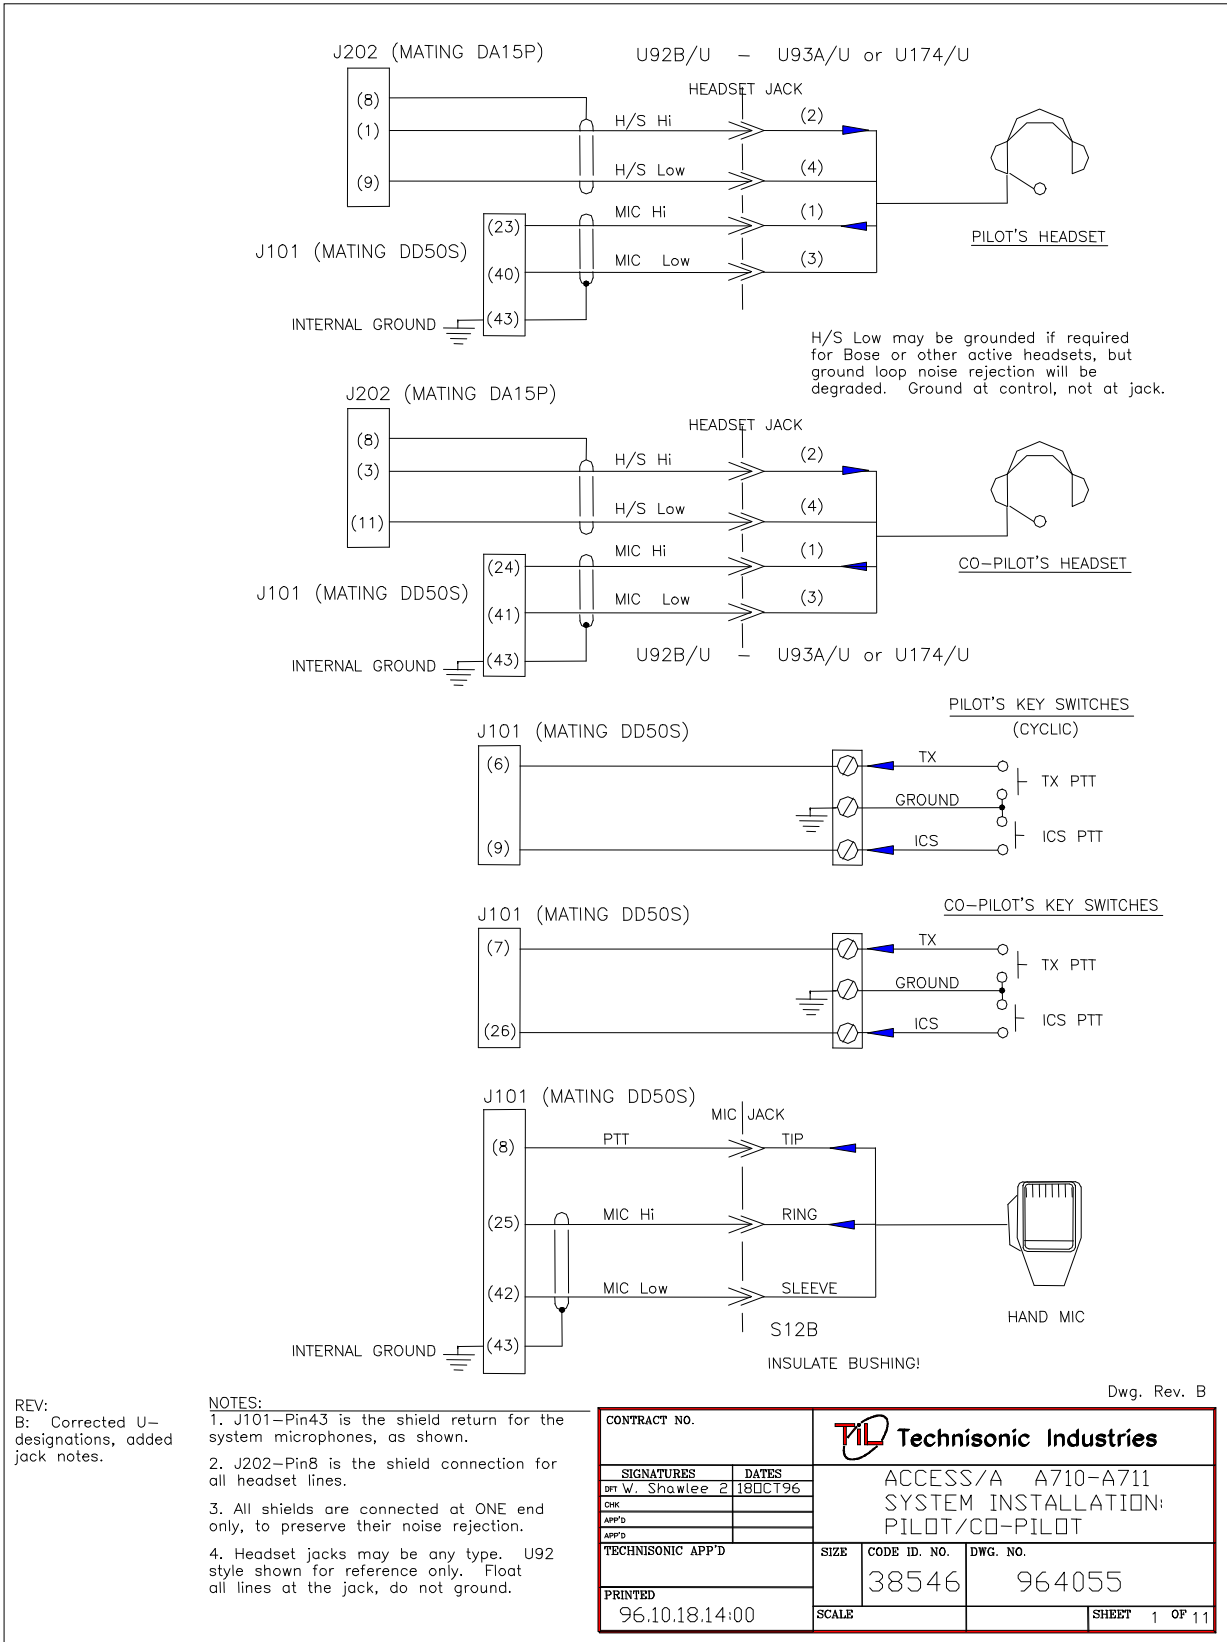 J202 (MATING DA15P)
U92B/U – U93A/U or U174/U
HEADSET JACK
(8)
(1)
H/S Hi
(2)
(9)
H/S Low
(4)
J101 (MATING DD50S)
(23)
MIC Hi
(1)
(40)
MIC Low
(3)
INTERNAL GROUND
(43)
PILOT'S HEADSET
H/S Low may be grounded if required
for Bose or other active headsets, but
ground loop noise rejection will be
degraded. Ground at control, not at jack.
J202 (MATING DA15P)
HEADSET JACK
(8)
(3)
H/S Hi
(2)
(11)
H/S Low
(4)
J101 (MATING DD50S)
(24)
MIC Hi
(1)
(41)
MIC Low
(3)
INTERNAL GROUND
(43)
CO–PILOT'S HEADSET
U92B/U – U93A/U or U174/U
PILOT'S KEY SWITCHES
(CYCLIC)
J101 (MATING DD50S)
(6)
TX
TX PTT
GROUND
(9)
ICS
ICS PTT
CO–PILOT'S KEY SWITCHES
J101 (MATING DD50S)
(7)
TX
TX PTT
GROUND
(26)
ICS
ICS PTT
J101 (MATING DD50S)
MIC JACK
(8)
PTT
TIP
(25)
MIC Hi
RING
(42)
MIC Low
SLEEVE
INTERNAL GROUND
(43)
S12B
INSULATE BUSHING!
HAND MIC
Dwg. Rev. B
REV:
B: Corrected U–
designations, added
jack notes.
NOTES:
1. J101–Pin43 is the shield return for the
system microphones, as shown.
2. J202–Pin8 is the shield connection for
all headset lines.
3. All shields are connected at ONE end
only, to preserve their noise rejection.
4. Headset jacks may be any type. U92
style shown for reference only. Float
all lines at the jack, do not ground.
CONTRACT NO.
TiL Technisonic Industries
SIGNATURES DATES
DFT W. Shawlee 2 18OCT96
CHK
APP'D
APP'D
ACCESS/A A710-A711
SYSTEM INSTALLATION:
PILOT/CO-PILOT
TECHNISONIC APP'D
SIZE
CODE ID. NO.
38546
DWG. NO.
964055
PRINTED
96.10.18.14:00
SCALE
SHEET 1 OF 11